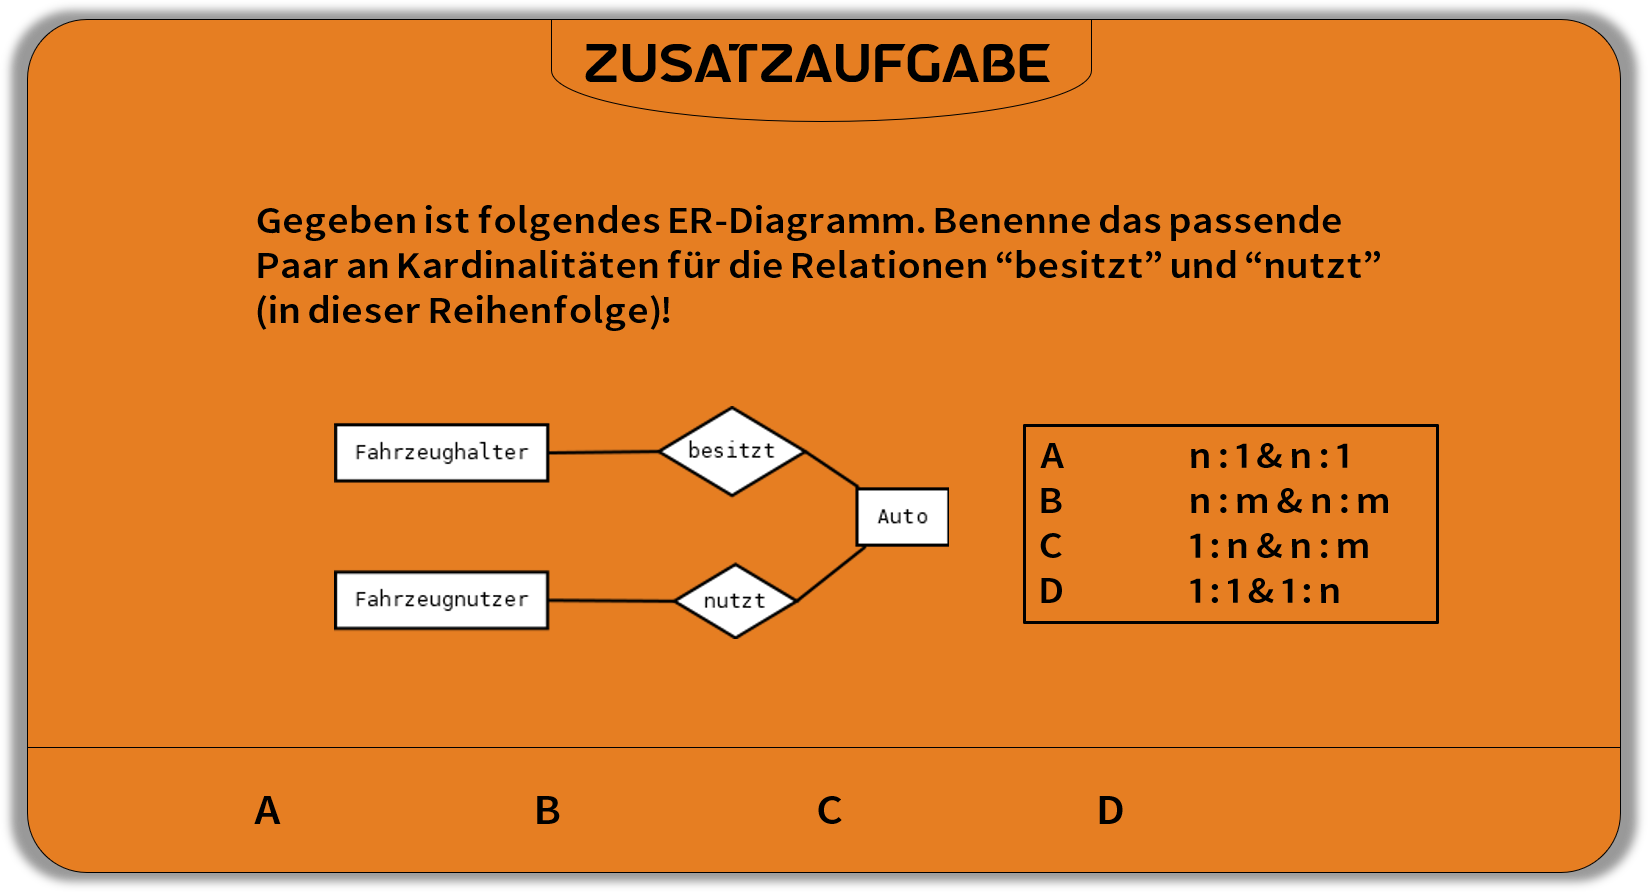 ZUSATZAUFGABE
Gegeben ist folgendes ER-Diagramm. Benenne das passende
Paar an Kardinalitäten für die Relationen “besitzt” und “nutzt”
(in dieser Reihenfolge)!
Fahrzeughalter
besitzt
Auto
Fahrzeugnutzer
nutzt
A n:1 & n:1
B n:m & n:m
C 1:n & n:m
D 1:1 & 1:n
A B C D